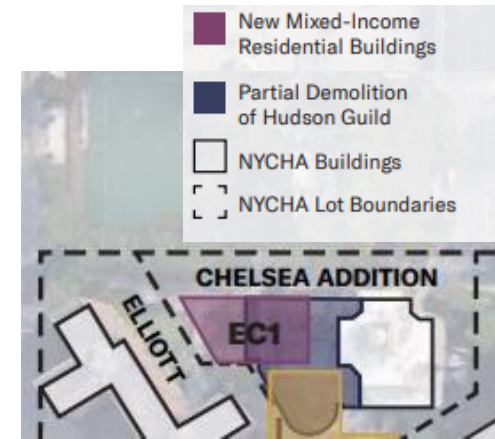 New Mixed-Income
Residential Buildings
Partial Demolition
of Hudson Guild
NYCHA Buildings
NYCHA Lot Boundaries
CHELSEA ADDITION
ELLIOTT
EC1